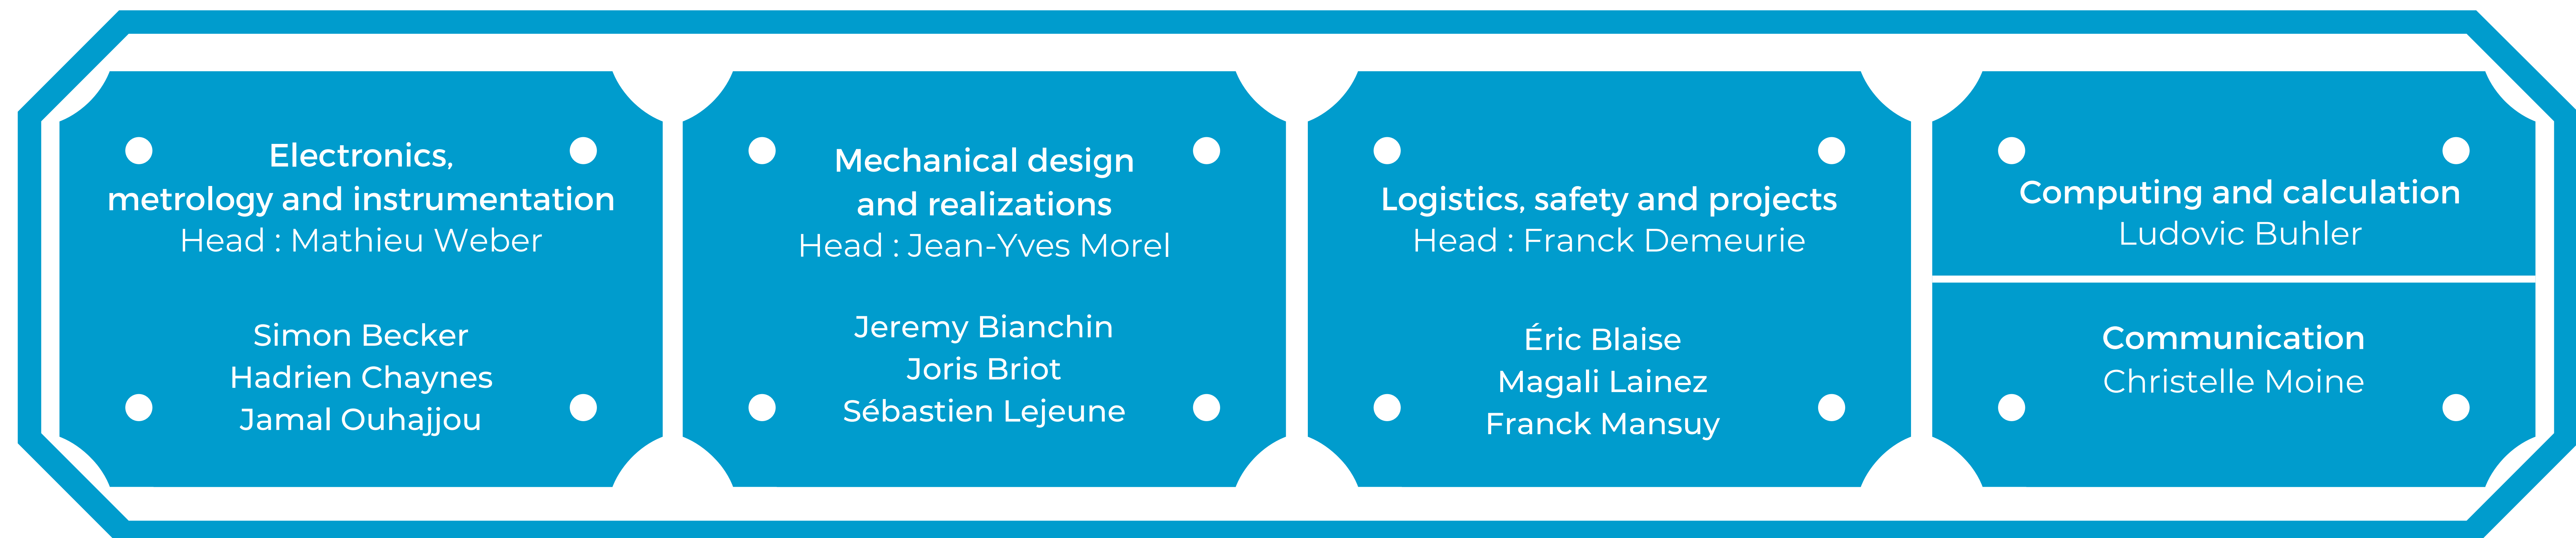 Electronics,
metrology and instrumentation
Head : Mathieu Weber
Simon Becker
Hadrien Chaynes
Jamal Ouhajjou
Mechanical design
and realizations
Head : Jean-Yves Morel
Jeremy Bianchin
Joris Briot
Sébastien Lejeune
Logistics, safety and projects
Head : Franck Demeurie
Éric Blaise
Magali Lainez
Franck Mansuy
Computing and calculation
Ludovic Buhler
Communication
Christelle Moine